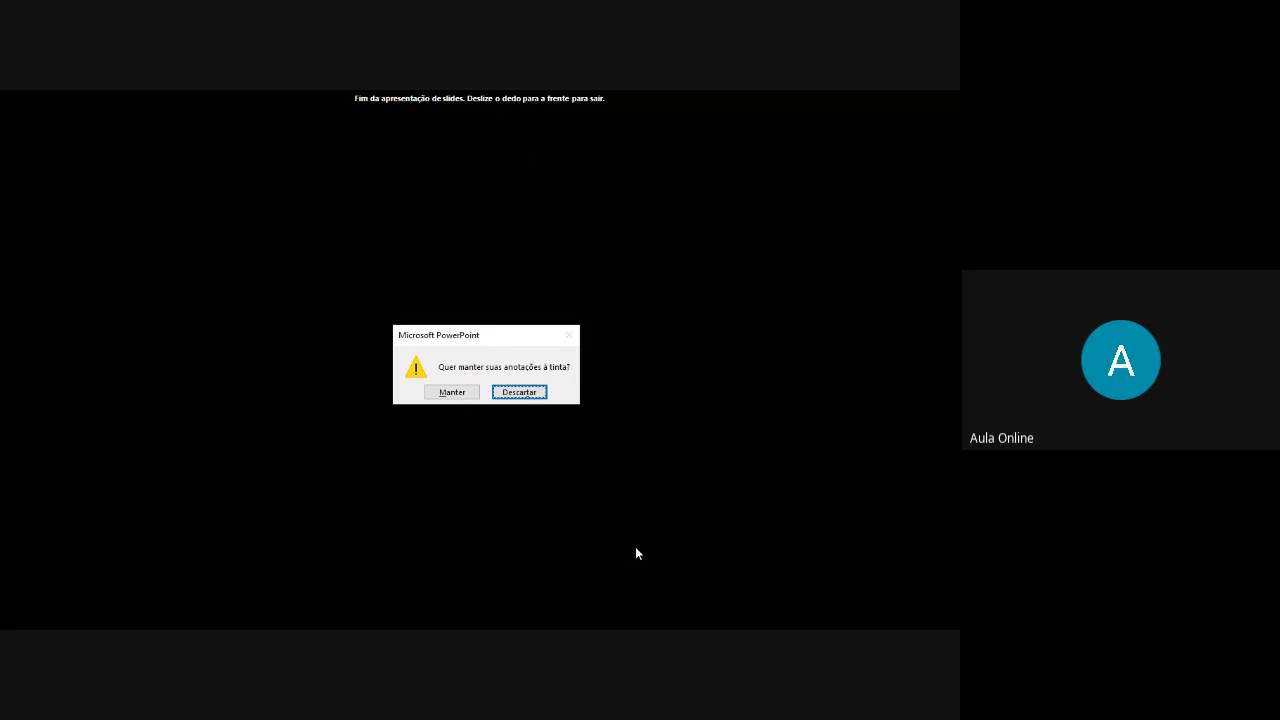 Fim da apresentação de slides. Deslize o dedo para a frente para sair.
Microsoft PowerPoint
Quer manter suas anotações à tinta?
Manter
Descartar
A
Aula Online